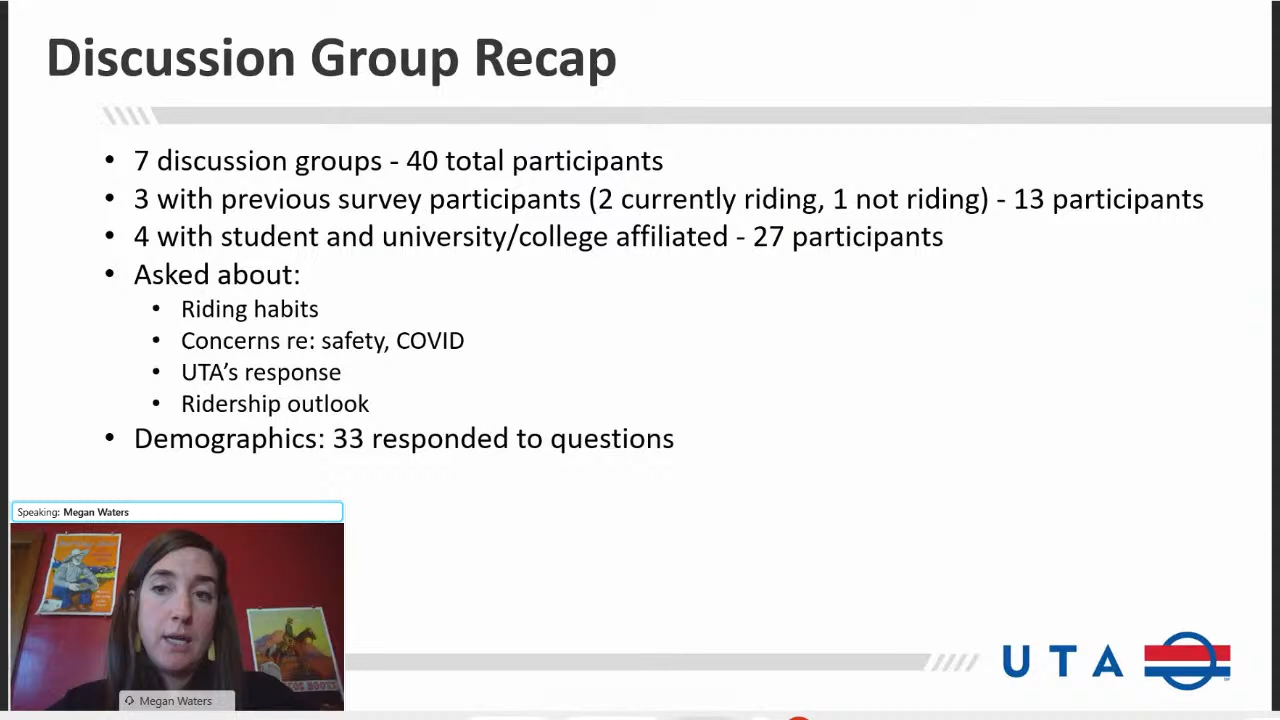 Discussion Group Recap
• 7 discussion groups - 40 total participants
• 3 with previous survey participants (2 currently riding, 1 not riding) - 13 participants
• 4 with student and university/college affiliated - 27 participants
• Asked about:
• Riding habits
• Concerns re: safety, COVID
• UTA’s response
• Ridership outlook
• Demographics: 33 responded to questions
Speaking: Megan Waters
Megan Waters
UTA